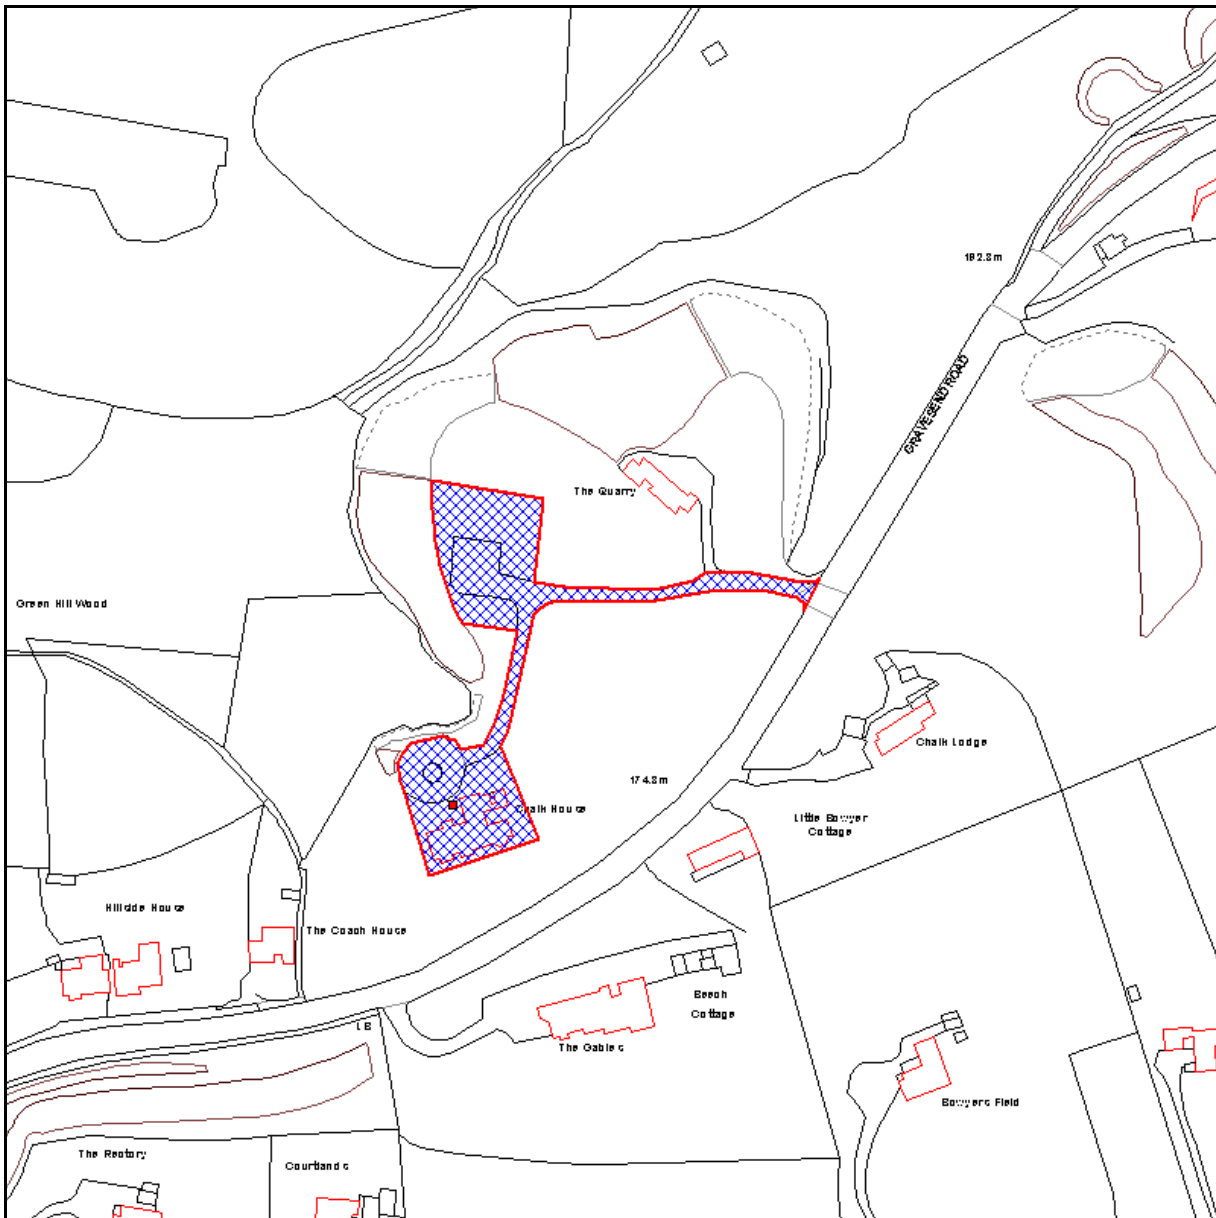 192.8m
GRAVESEND ROAD
The Quarry
Green Hill Wood
Chalk Lodge
174.8m
Chalk House
Little Bowyer
Cottage
Hillside House
The Coach House
Beech
Cottage
LB
The Gables
Bowyers Field
The Rectory
Courtlands